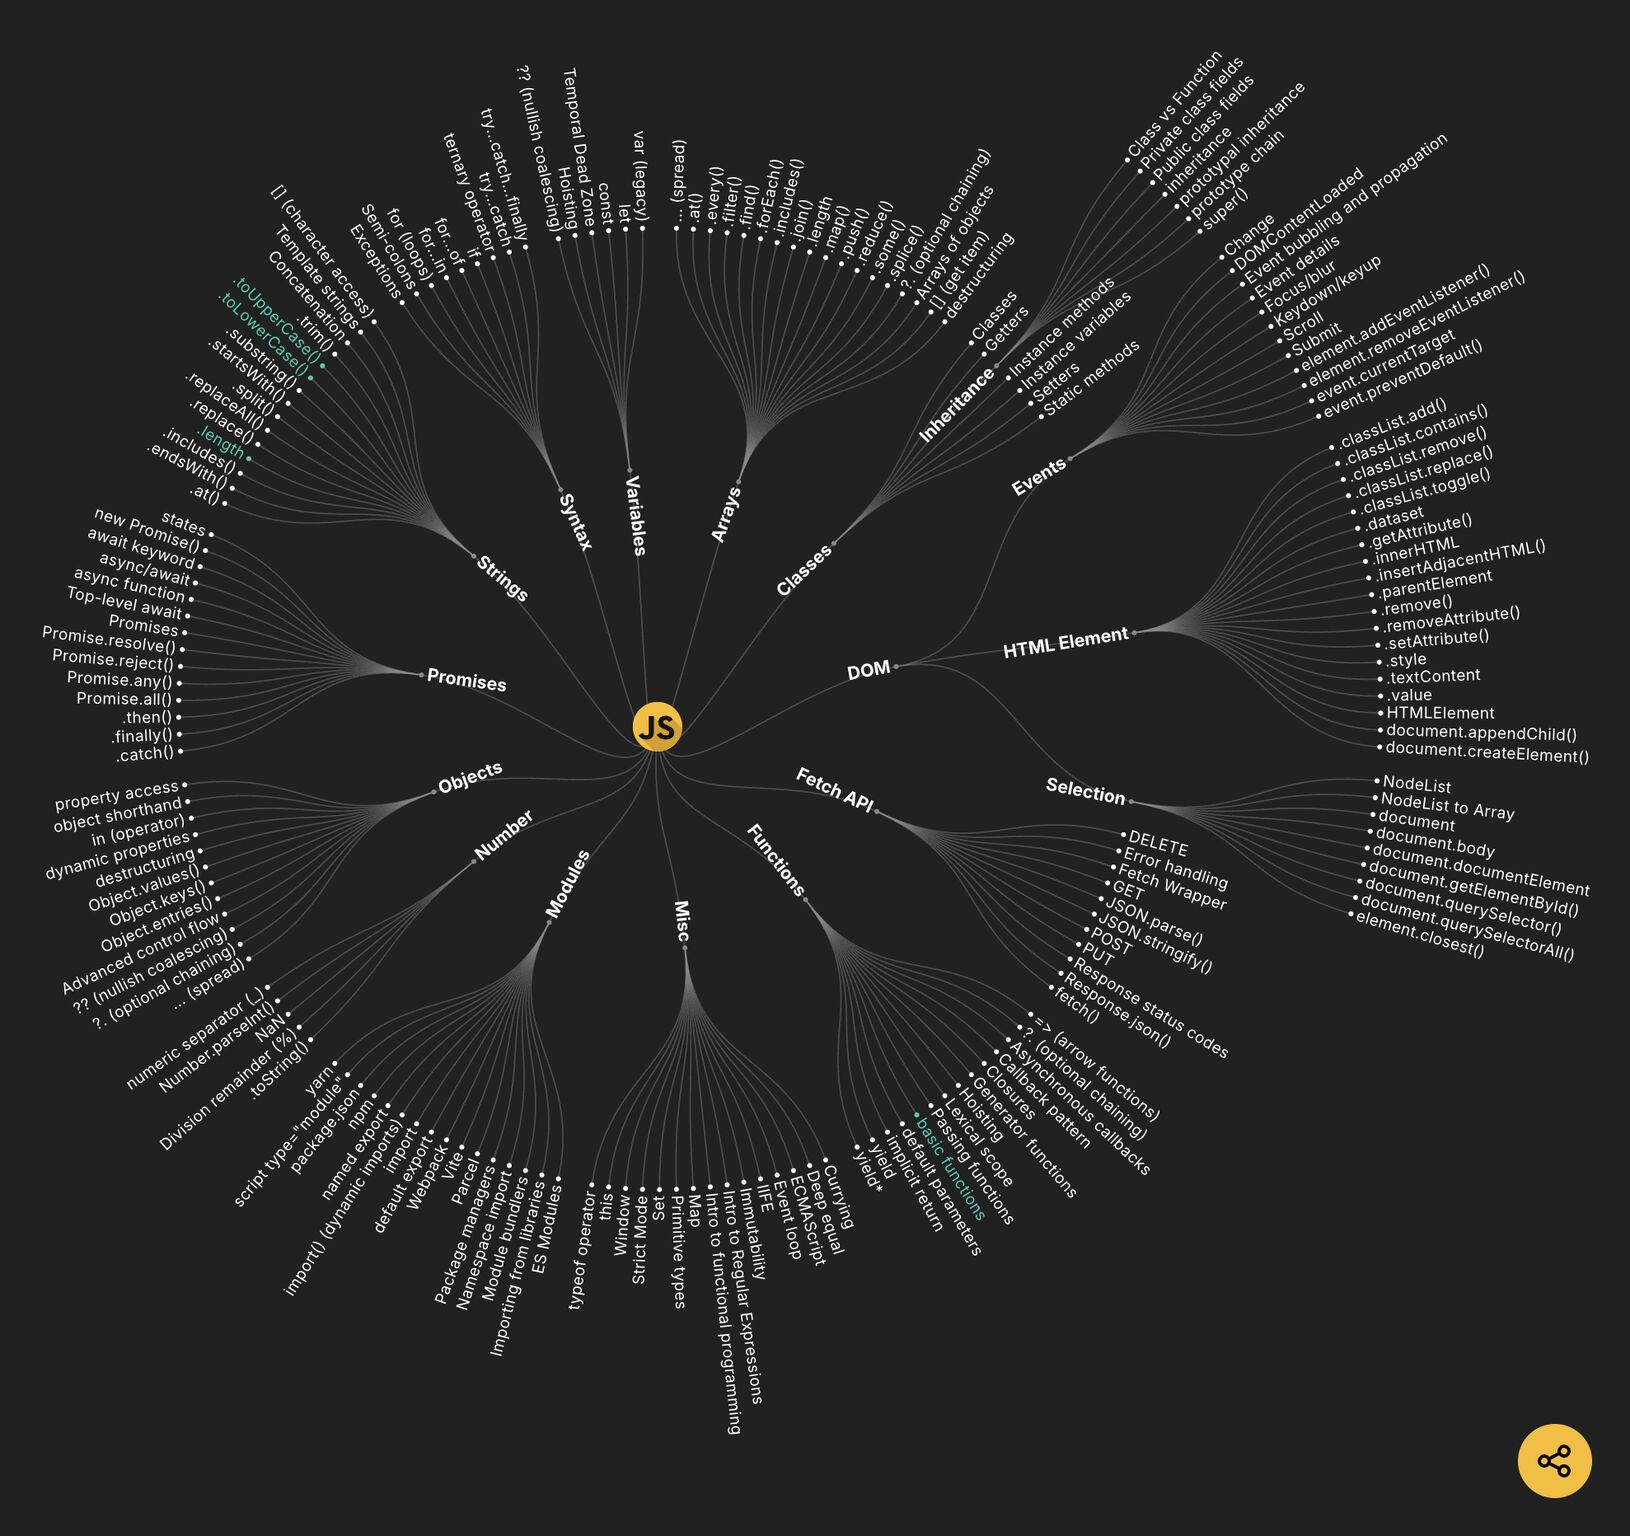 JS
Arrays
... (spread)
.at()
.every()
.filter()
.find()
.forEach()
.includes()
.join()
.length
.map()
.push()
.reduce()
.some()
.splice()
?. (optional chaining)
Arrays of objects
[] (get item)
destructuring
Classes
Classes
Getters
Inheritance
Class vs Function
Private class fields
Public class fields
inheritance
prototypal inheritance
prototype chain
super()
Instance methods
Instance variables
Setters
Static methods
DOM
Events
Change
DOMContentLoaded
Event bubbling and propagation
Event details
Focus/blur
Keydown/keyup
Scroll
Submit
element.addEventListener()
element.removeEventListener()
event.currentTarget
event.preventDefault()
HTML Element
.classList.add()
.classList.contains()
.classList.remove()
.classList.replace()
.classList.toggle()
.dataset
.getAttribute()
.innerHTML
.insertAdjacentHTML()
.parentElement
.remove()
.removeAttribute()
.setAttribute()
.style
.textContent
.value
HTMLElement
document.appendChild()
document.createElement()
Selection
NodeList
NodeList to Array
document
document.body
document.documentElement
document.getElementById()
document.querySelector()
document.querySelectorAll()
element.closest()
Fetch API
DELETE
Error handling
Fetch Wrapper
GET
JSON.parse()
JSON.stringify()
POST
PUT
Response status codes
Response.json()
fetch()
Functions
=> (arrow functions)
?. (optional chaining)
Asynchronous callbacks
Callback pattern
Closures
Generator functions
Hoisting
Lexical scope
Passing functions
basic functions
default parameters
implicit return
yield
yield*
Misc
Currying
Deep equal
ECMAScript
Event loop
IIFE
Immutability
Intro to Regular Expressions
Intro to functional programming
Map
Primitive types
Set
Strict Mode
Window
this
typeof operator
Modules
ES Modules
Importing from libraries
Module bundlers
Namespace import
Package managers
Parcel
Vite
Webpack
default export
import
import() (dynamic imports)
named export
npm
package.json
script type="module"
yarn
Number
.toString()
Division remainder (%)
NaN
Number.parseInt()
numeric separator (_)
Objects
... (spread)
?. (optional chaining)
?? (nullish coalescing)
Advanced control flow
Object.entries()
Object.keys()
Object.values()
destructuring
dynamic properties
in (operator)
object shorthand
property access
Promises
.catch()
.finally()
.then()
Promise.all()
Promise.any()
Promise.reject()
Promise.resolve()
Promises
Top-level await
async function
async/await
await keyword
new Promise()
states
Strings
.at()
.endsWith()
.includes()
.length
.replace()
.replaceAll()
.split()
.startsWith()
.substring()
.toLowerCase()
.toUpperCase()
.trim()
Concatenation
Template strings
[] (character access)
Syntax
Exceptions
Semi-colons
for (loops)
for...in
for...of
if
ternary operator
try...catch
try...catch...finally
Variables
?? (nullish coalescing)
Hoisting
Temporal Dead Zone
const
let
var (legacy)